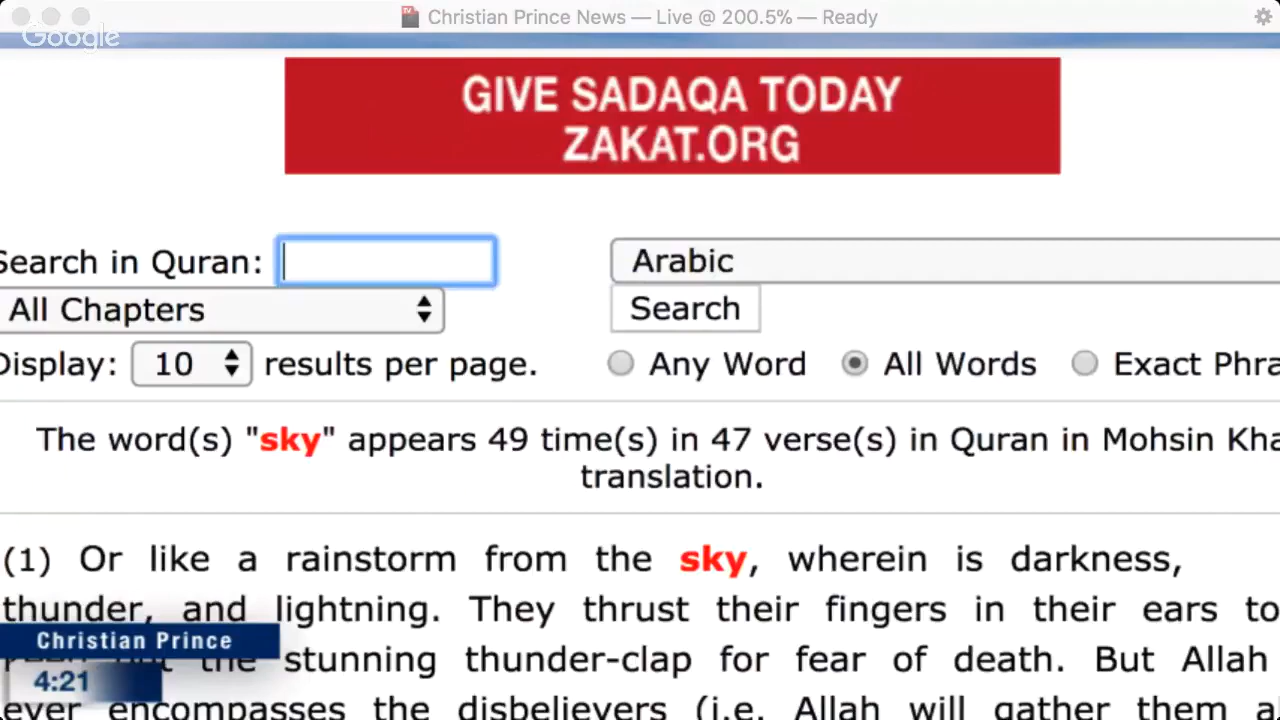 Christian Prince News — Live @ 200.5% — Ready
Google
GIVE SADAQA TODAY
ZAKAT.ORG
Search in Quran:
Arabic
All Chapters
Search
Display: 10 results per page.
Any Word All Words Exact Phra
The word(s) "sky" appears 49 time(s) in 47 verse(s) in Quran in Mohsin Kha
translation.
(1) Or like a rainstorm from the sky, wherein is darkness,
thunder, and lightning. They thrust their fingers in their ears to
Christian Prince
the stunning thunder-clap for fear of death. But Allah
4:21
ever encompasses the disbelievers (i.e. Allah will gather them a